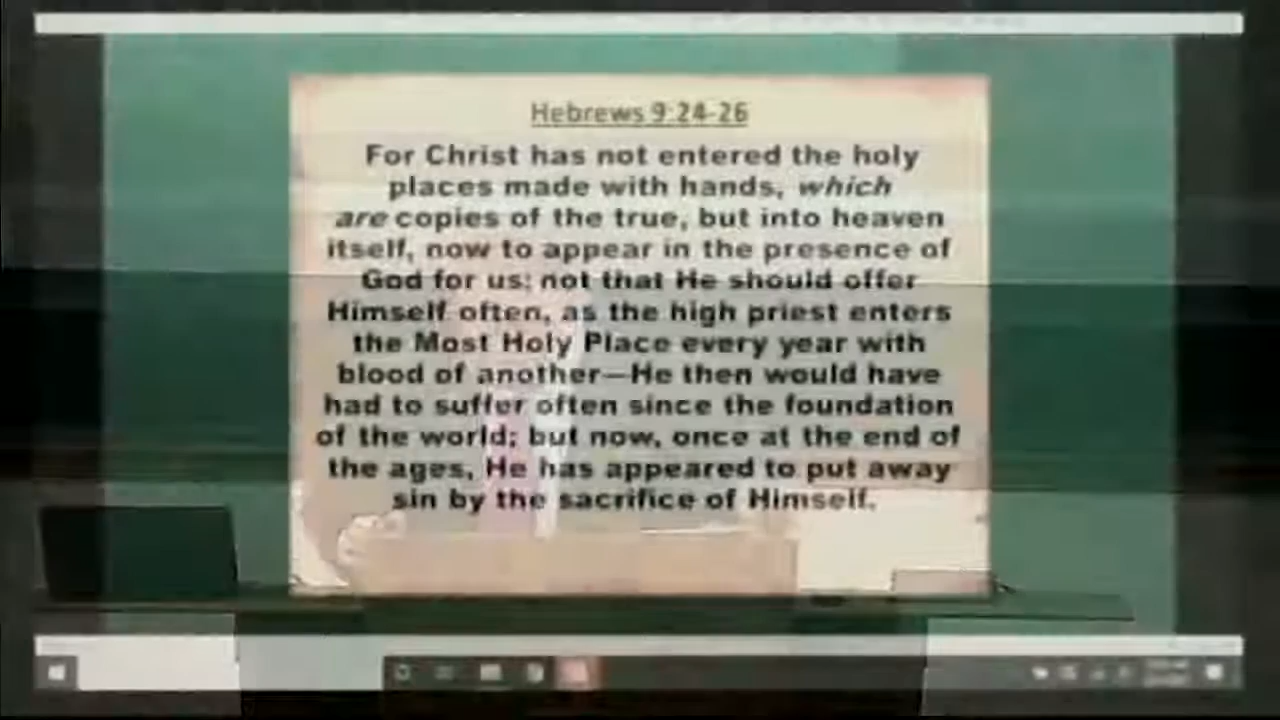 Hebrews 9:24-26
For Christ has not entered the holy
places made with hands, which
are copies of the true, but into heaven
itself, now to appear in the presence of
God for us; not that He should offer
Himself often, as the high priest enters
the Most Holy Place every year with
blood of another—He then would have
had to suffer often since the foundation
of the world; but now, once at the end of
the ages, He has appeared to put away
sin by the sacrifice of Himself.